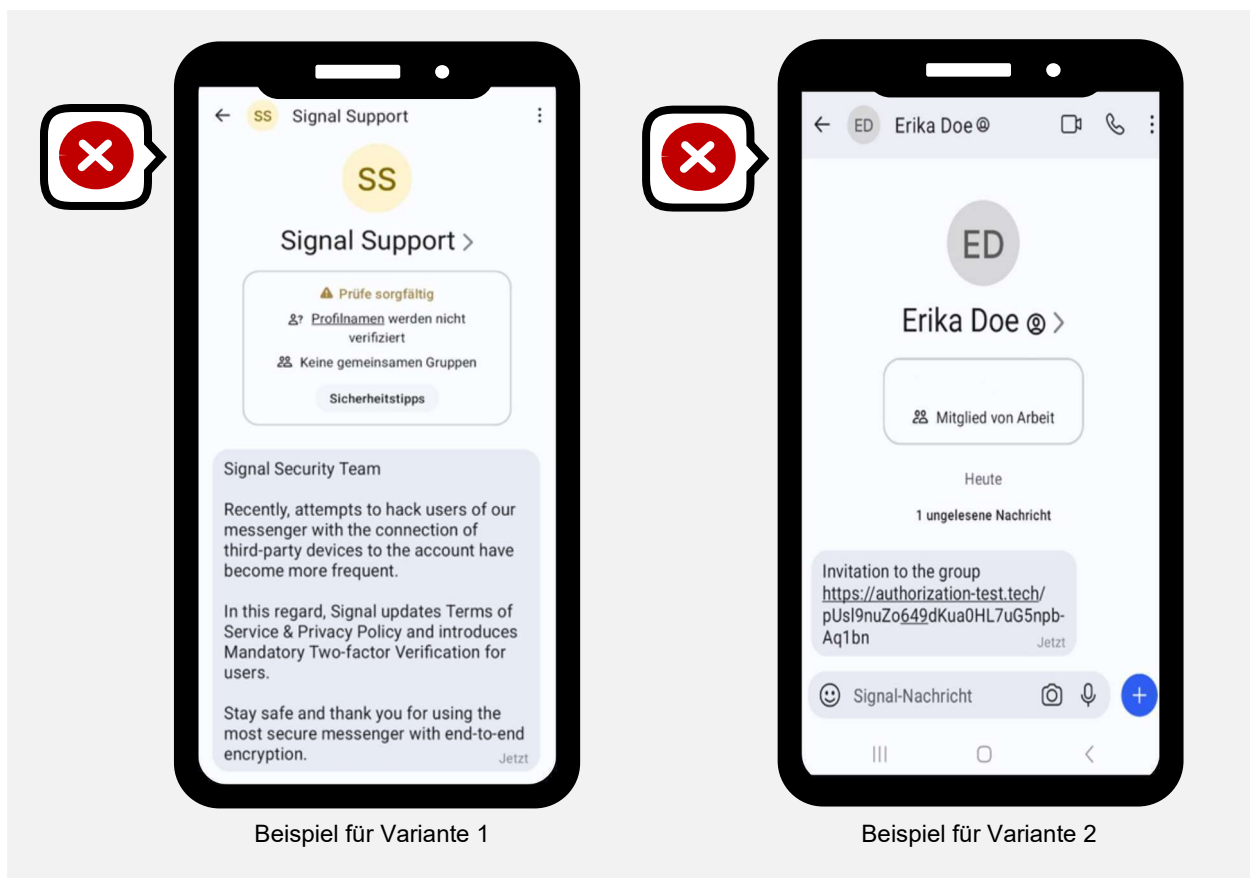 SS Signal Support
SS
Signal Support
Prüfe sorgfältig
Profilnamen werden nicht
verifiziert
Keine gemeinsamen Gruppen
Sicherheitstipps
Signal Security Team
Recently, attempts to hack users of our
messenger with the connection of
third-party devices to the account have
become more frequent.
In this regard, Signal updates Terms of
Service & Privacy Policy and introduces
Mandatory Two-factor Verification for
users.
Stay safe and thank you for using the
most secure messenger with end-to-end
encryption.
Jetzt
Beispiel für Variante 1
ED Erika Doe
ED
Erika Doe
Mitglied von Arbeit
Heute
1 ungelesene Nachricht
Invitation to the group
https://authorization-test.tech/
pUsI9nuZo649dKua0HL7uG5npb-
Aq1bn
Jetzt
Signal-Nachricht
Beispiel für Variante 2